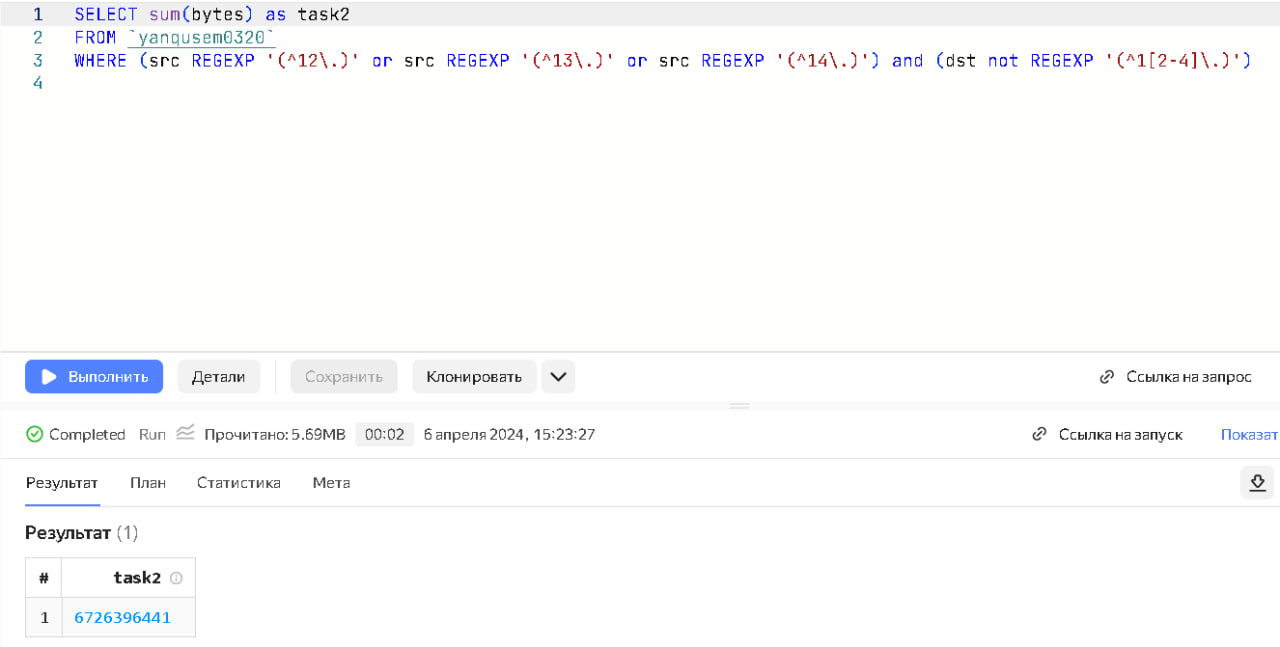 1 SELECT sum(bytes) as task2
2 FROM `yanqusem0320`
3 WHERE (src REGEXP '(^12\.)' or src REGEXP '(^13\.)' or src REGEXP '(^14\.)') and (dst not REGEXP '(^1[2-4]\.)')
4
Выполнить Детали Сохранить Клонировать Ссылка на запрос
Completed Run Прочитано: 5.69MB 00:02 6 апреля 2024, 15:23:27 Ссылка на запуск Показат
Результат План Статистика Мета
Результат (1)
# task2
1 6726396441